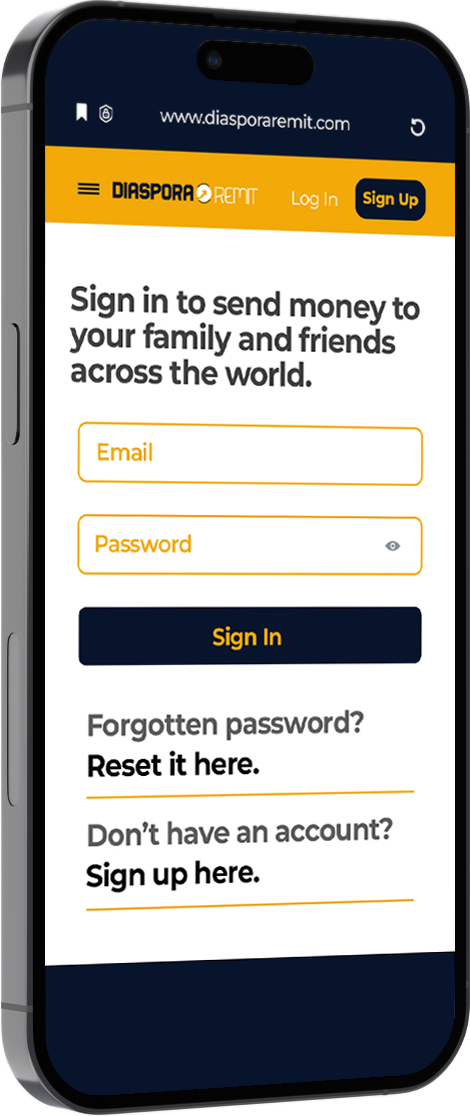 www.diasporaremit.com
DIASPORA REMIT Log In Sign Up
Sign in to send money to
your family and friends
across the world.
Email
Password
Sign In
Forgotten password?
Reset it here.
Don’t have an account?
Sign up here.